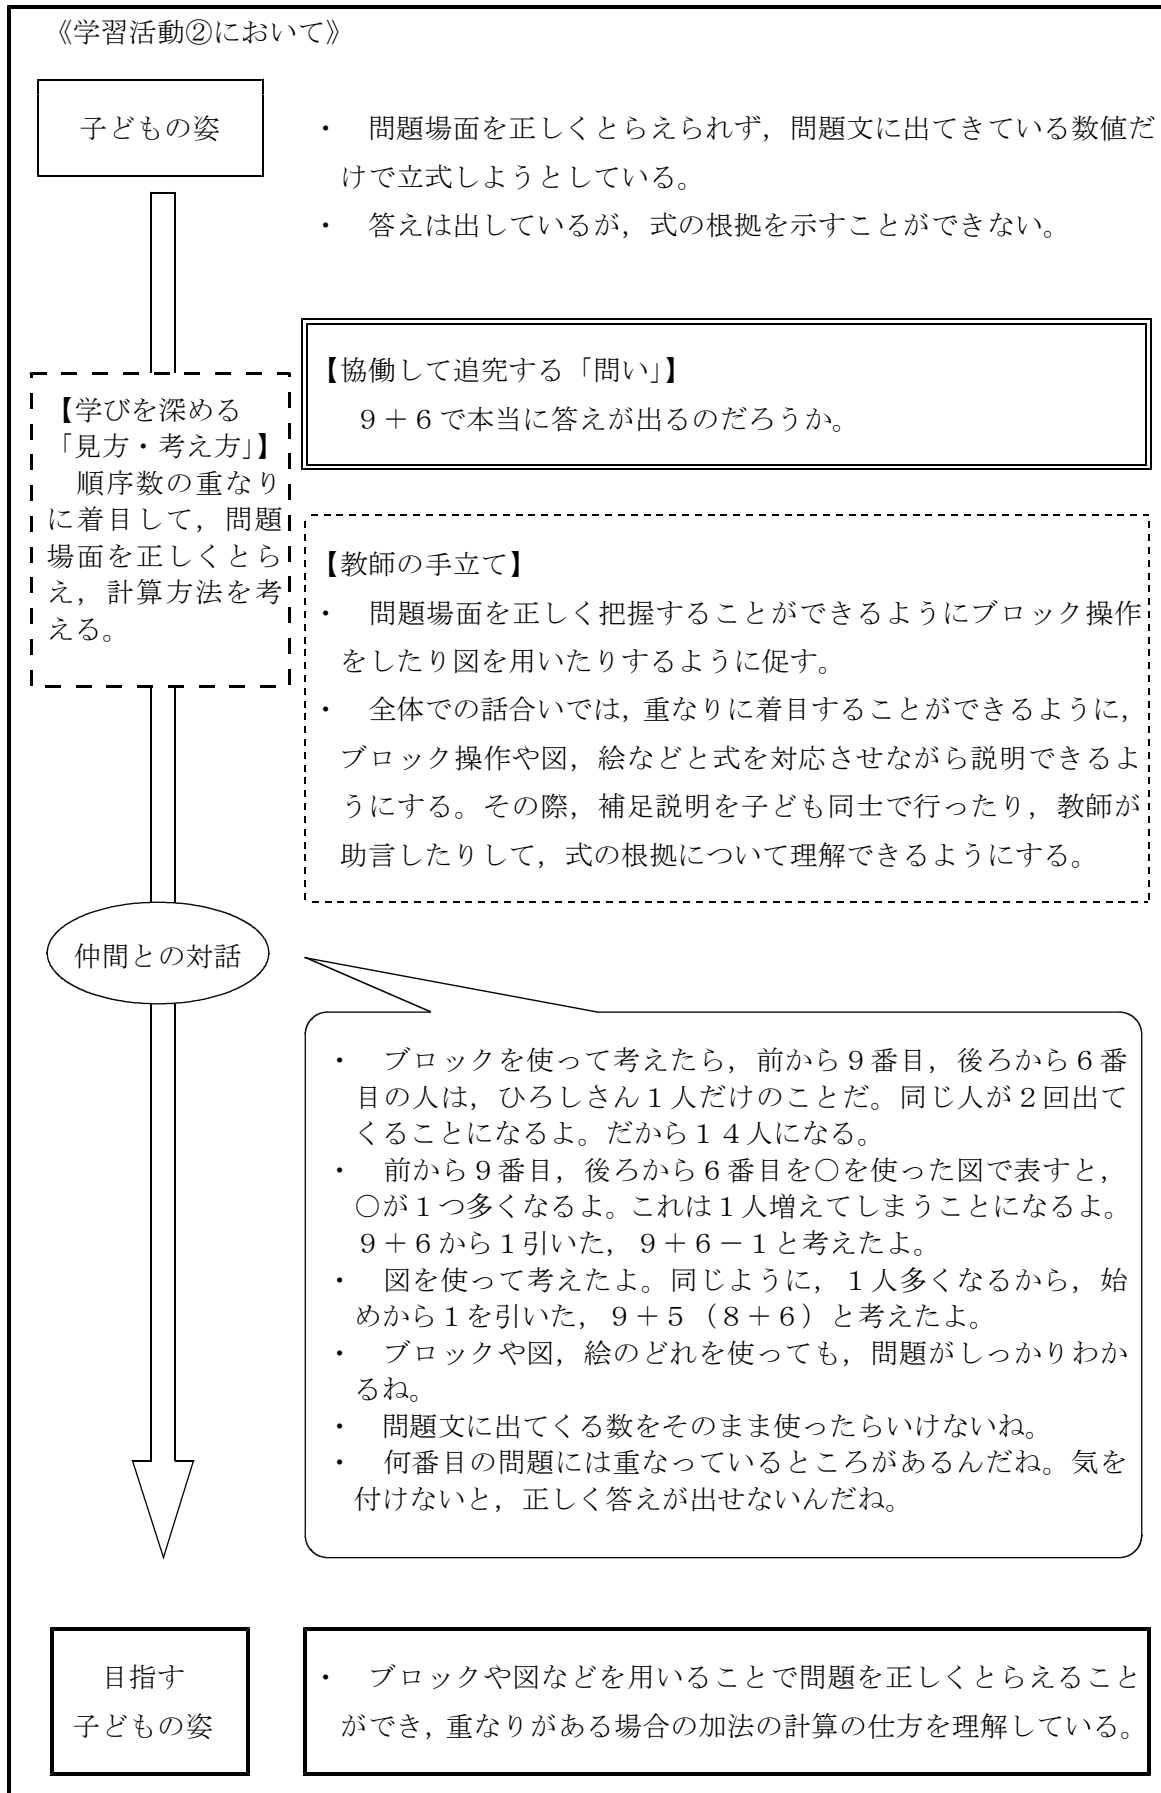 《学習活動②において》
子どもの姿
・　問題場面を正しくとらえられず，問題文に出てきている数値だ
けで立式しようとしている。
・　答えは出しているが，式の根拠を示すことができない。
【協働して追究する「問い」】
９＋６で本当に答えが出るのだろうか。
【学びを深める
「見方・考え方」】
順序数の重なり
に着目して，問題
場面を正しくとら
え，計算方法を考
える。
【教師の手立て】
・　問題場面を正しく把握することができるようにブロック操作
をしたり図を用いたりするように促す。
・　全体での話合いでは，重なりに着目することができるように，
ブロック操作や図，絵などと式を対応させながら説明できるよ
うにする。その際，補足説明を子ども同士で行ったり，教師が
助言したりして，式の根拠について理解できるようにする。
仲間との対話
・　ブロックを使って考えたら，前から９番目，後ろから６番
目の人は，ひろしさん１人だけのことだ。同じ人が２回出て
くることになるよ。だから１４人になる。
・　前から９番目，後ろから６番目を○を使った図で表すと，
○が１つ多くなるよ。これは１人増えてしまうことになるよ。
９＋６から１引いた，９＋６－１と考えたよ。
・　図を使って考えたよ。同じように，１人多くなるから，始
めから１を引いた，９＋５（８＋６）と考えたよ。
・　ブロックや図，絵のどれを使っても，問題がしっかりわか
るね。
・　問題文に出てくる数をそのまま使ったらいけないね。
・　何番目の問題には重なっているところがあるんだね。気を
付けないと，正しく答えが出せないんだね。
目指す
子どもの姿
・　ブロックや図などを用いることで問題を正しくとらえること
ができ，重なりがある場合の加法の計算の仕方を理解している。